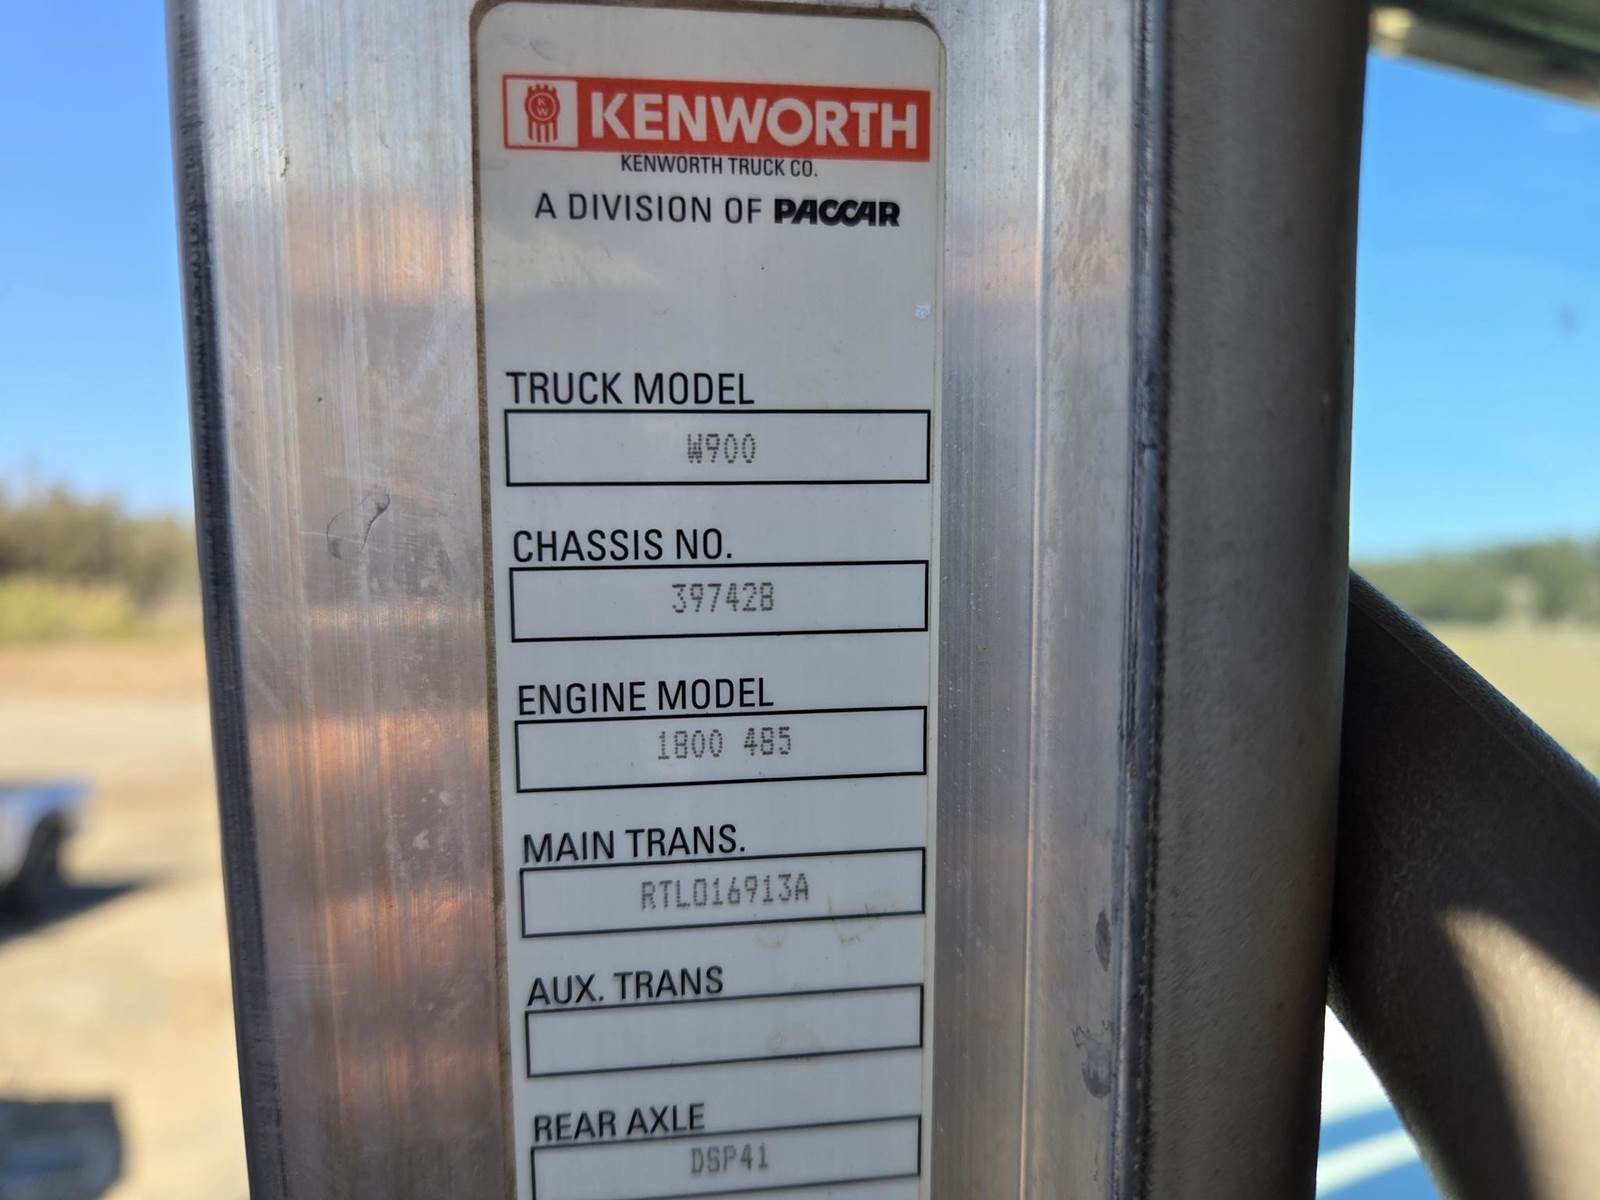 KW KENWORTH
KENWORTH TRUCK CO.
A DIVISION OF PACCAR
TRUCK MODEL
W900
CHASSIS NO.
397428
ENGINE MODEL
1800 485
MAIN TRANS.
RTLO16913A
AUX. TRANS
REAR AXLE
DSP41